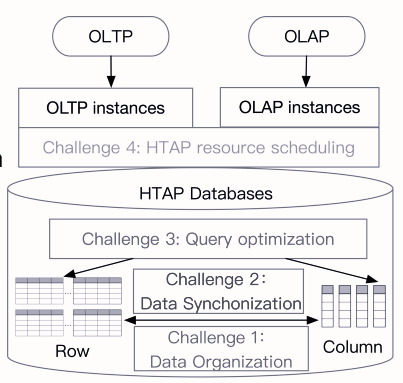 OLTP
OLAP
OLTP instances
OLAP instances
Challenge 4: HTAP resource scheduling
HTAP Databases
Challenge 3: Query optimization
Challenge 2:
Data Synchonization
Challenge 1:
Data Organization
Row
Column